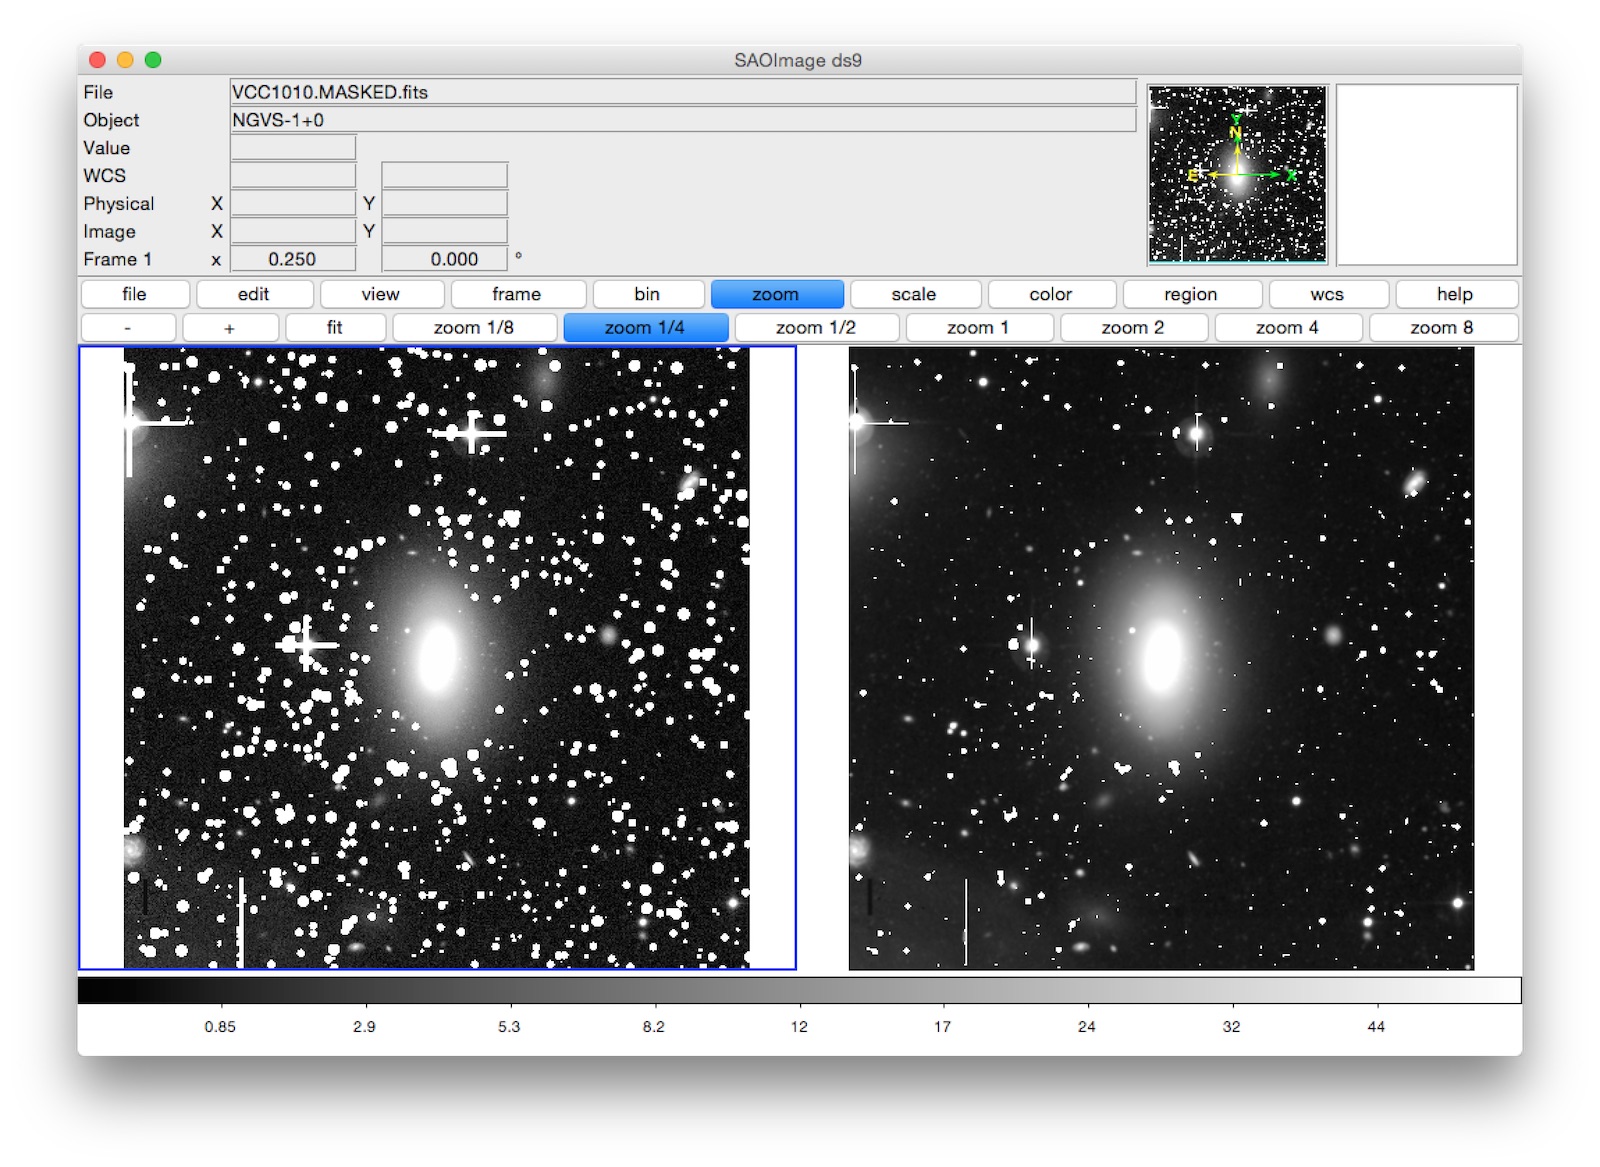 SAOImage ds9
File VCC1010.MASKED.fits
Object NGVS-1+0
Value
WCS
Physical X Y
Image X Y
Frame 1 x 0.250 0.000 °
Y
N
E X
file edit view frame bin zoom scale color region wcs help
- + fit zoom 1/8 zoom 1/4 zoom 1/2 zoom 1 zoom 2 zoom 4 zoom 8
0.85 2.9 5.3 8.2 12 17 24 32 44